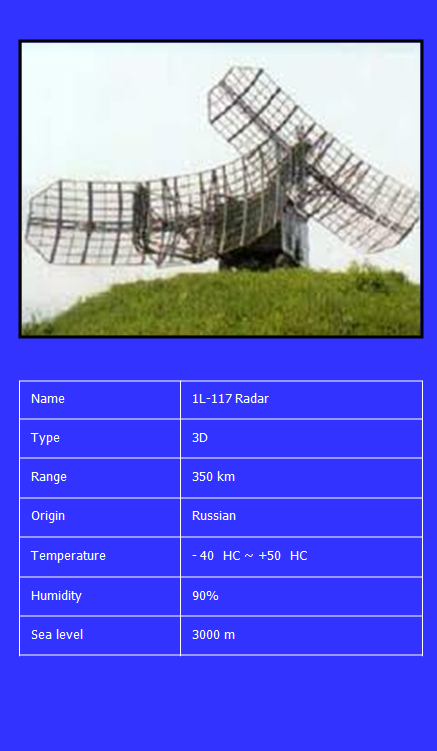 Name 1L-117 Radar
Type 3D
Range 350 km
Origin Russian
Temperature - 40  HC ~ +50  HC
Humidity 90%
Sea level 3000 m